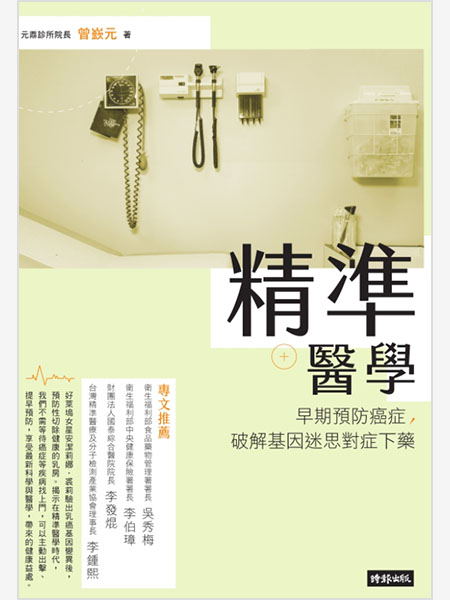 元鼎診所院長 曾嶔元 著
精準
醫學
早期預防癌症，
破解基因迷思對症下藥
專文推薦
衛生福利部食品藥物管理署署長 吳秀梅
衛生福利部中央健康保險署署長 李伯璋
財團法人國泰綜合醫院院長 李發焜
台灣精準醫療及分子檢測產業協會理事長 李鍾熙
好萊塢女星安潔莉娜．裘莉驗出乳癌基因變異後，
預防性切除健康的乳房。揭示在精準醫學時代，
我們不需等待癌症等疾病找上門，可以主動出擊、
提早預防，享受最新科學與醫學，帶來的健康益處。
時報出版